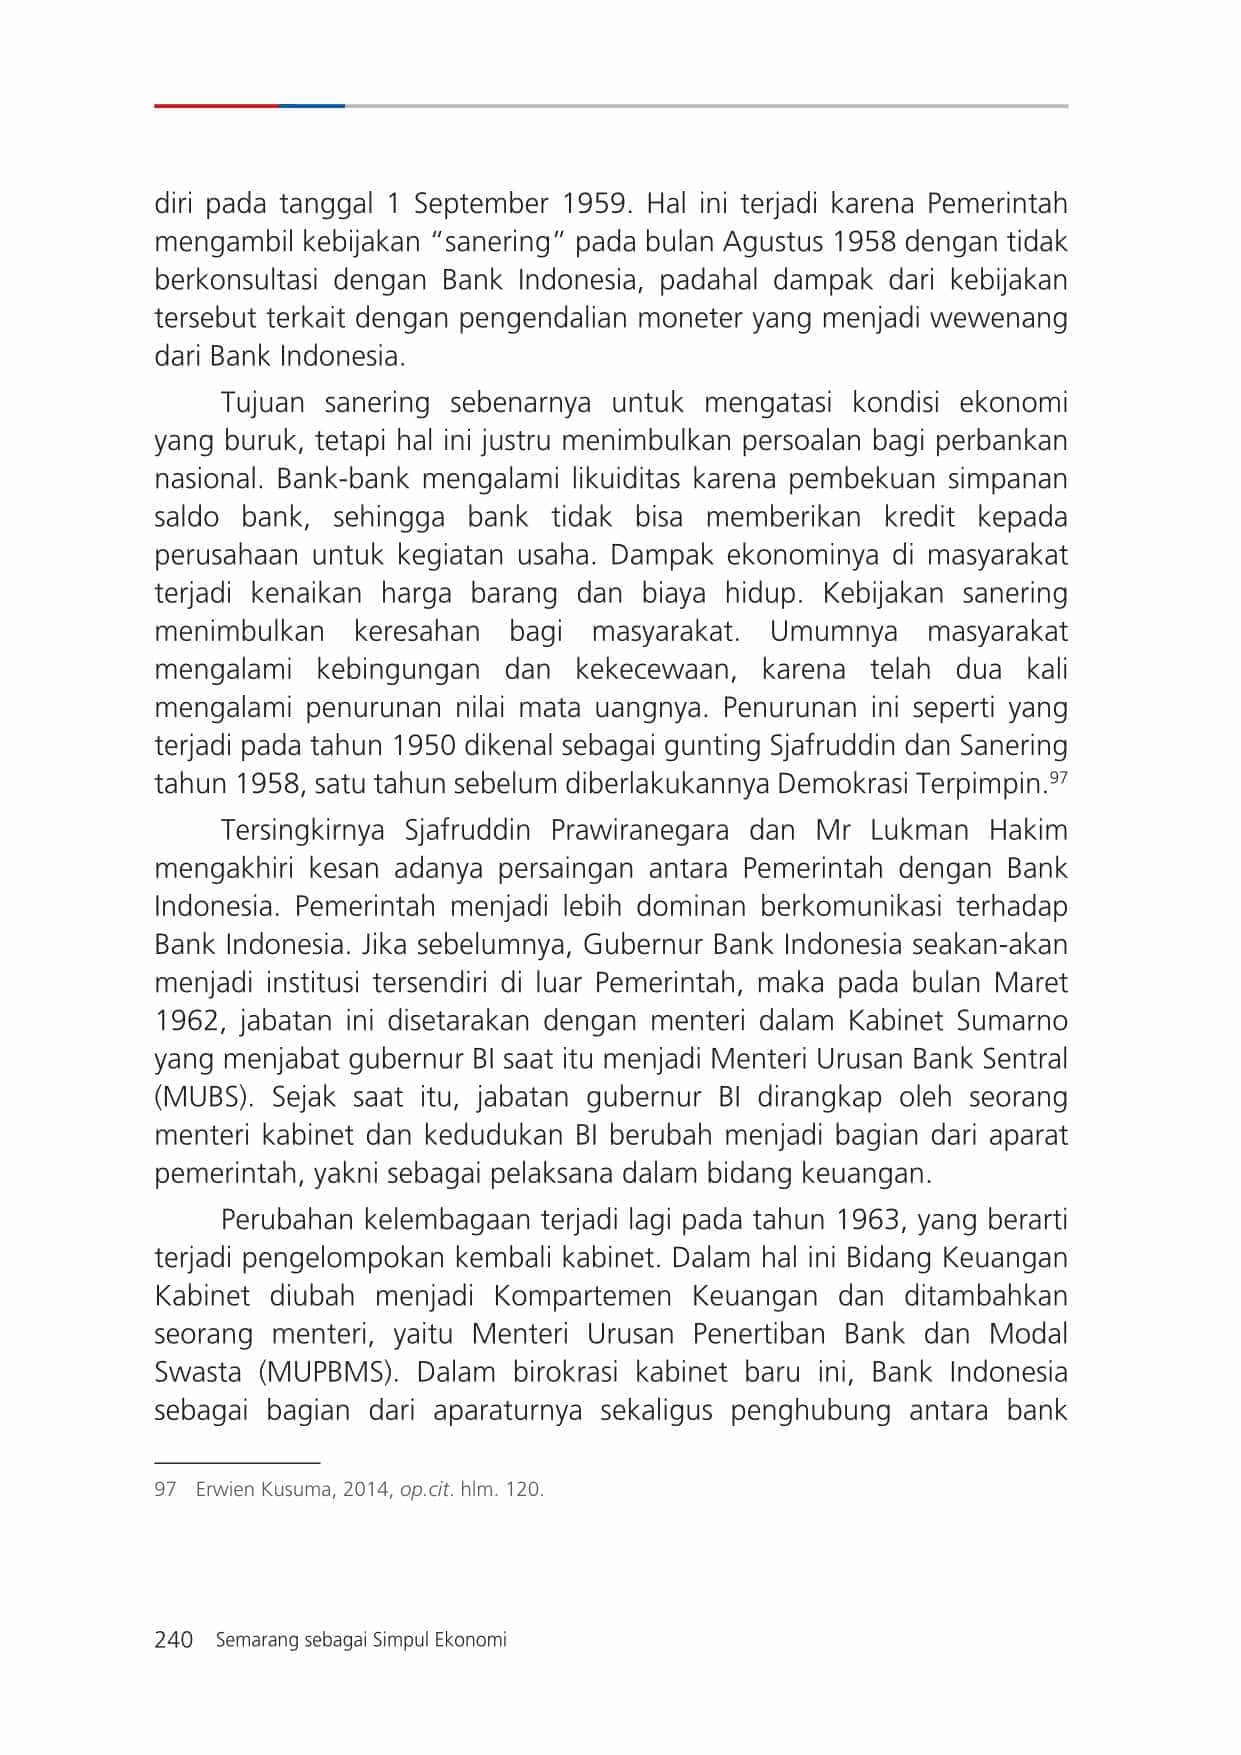 diri pada tanggal 1 September 1959. Hal ini terjadi karena Pemerintah
mengambil kebijakan “sanering” pada bulan Agustus 1958 dengan tidak
berkonsultasi dengan Bank Indonesia, padahal dampak dari kebijakan
tersebut terkait dengan pengendalian moneter yang menjadi wewenang
dari Bank Indonesia.
Tujuan sanering sebenarnya untuk mengatasi kondisi ekonomi
yang buruk, tetapi hal ini justru menimbulkan persoalan bagi perbankan
nasional. Bank-bank mengalami likuiditas karena pembekuan simpanan
saldo bank, sehingga bank tidak bisa memberikan kredit kepada
perusahaan untuk kegiatan usaha. Dampak ekonominya di masyarakat
terjadi kenaikan harga barang dan biaya hidup. Kebijakan sanering
menimbulkan keresahan bagi masyarakat. Umumnya masyarakat
mengalami kebingungan dan kekecewaan, karena telah dua kali
mengalami penurunan nilai mata uangnya. Penurunan ini seperti yang
terjadi pada tahun 1950 dikenal sebagai gunting Sjafruddin dan Sanering
tahun 1958, satu tahun sebelum diberlakukannya Demokrasi Terpimpin.97
Tersingkirnya Sjafruddin Prawiranegara dan Mr Lukman Hakim
mengakhiri kesan adanya persaingan antara Pemerintah dengan Bank
Indonesia. Pemerintah menjadi lebih dominan berkomunikasi terhadap
Bank Indonesia. Jika sebelumnya, Gubernur Bank Indonesia seakan-akan
menjadi institusi tersendiri di luar Pemerintah, maka pada bulan Maret
1962, jabatan ini disetarakan dengan menteri dalam Kabinet Sumarno
yang menjabat gubernur BI saat itu menjadi Menteri Urusan Bank Sentral
(MUBS). Sejak saat itu, jabatan gubernur BI dirangkap oleh seorang
menteri kabinet dan kedudukan BI berubah menjadi bagian dari aparat
pemerintah, yakni sebagai pelaksana dalam bidang keuangan.
Perubahan kelembagaan terjadi lagi pada tahun 1963, yang berarti
terjadi pengelompokan kembali kabinet. Dalam hal ini Bidang Keuangan
Kabinet diubah menjadi Kompartemen Keuangan dan ditambahkan
seorang menteri, yaitu Menteri Urusan Penertiban Bank dan Modal
Swasta (MUPBMS). Dalam birokrasi kabinet baru ini, Bank Indonesia
sebagai bagian dari aparaturnya sekaligus penghubung antara bank
97 Erwien Kusuma, 2014, op.cit. hlm. 120.
240 Semarang sebagai Simpul Ekonomi